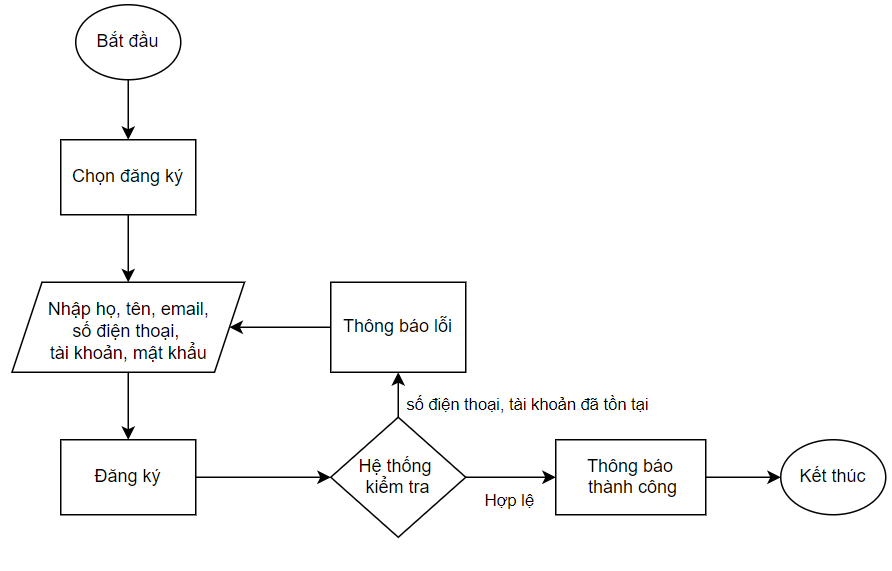 Bắt đầu
Chọn đăng ký
Nhập họ, tên, email,
số điện thoại,
tài khoản, mật khẩu
Thông báo lỗi
số điện thoại, tài khoản đã tồn tại
Đăng ký
Hệ thống
kiểm tra
Hợp lệ
Thông báo
thành công
Kết thúc